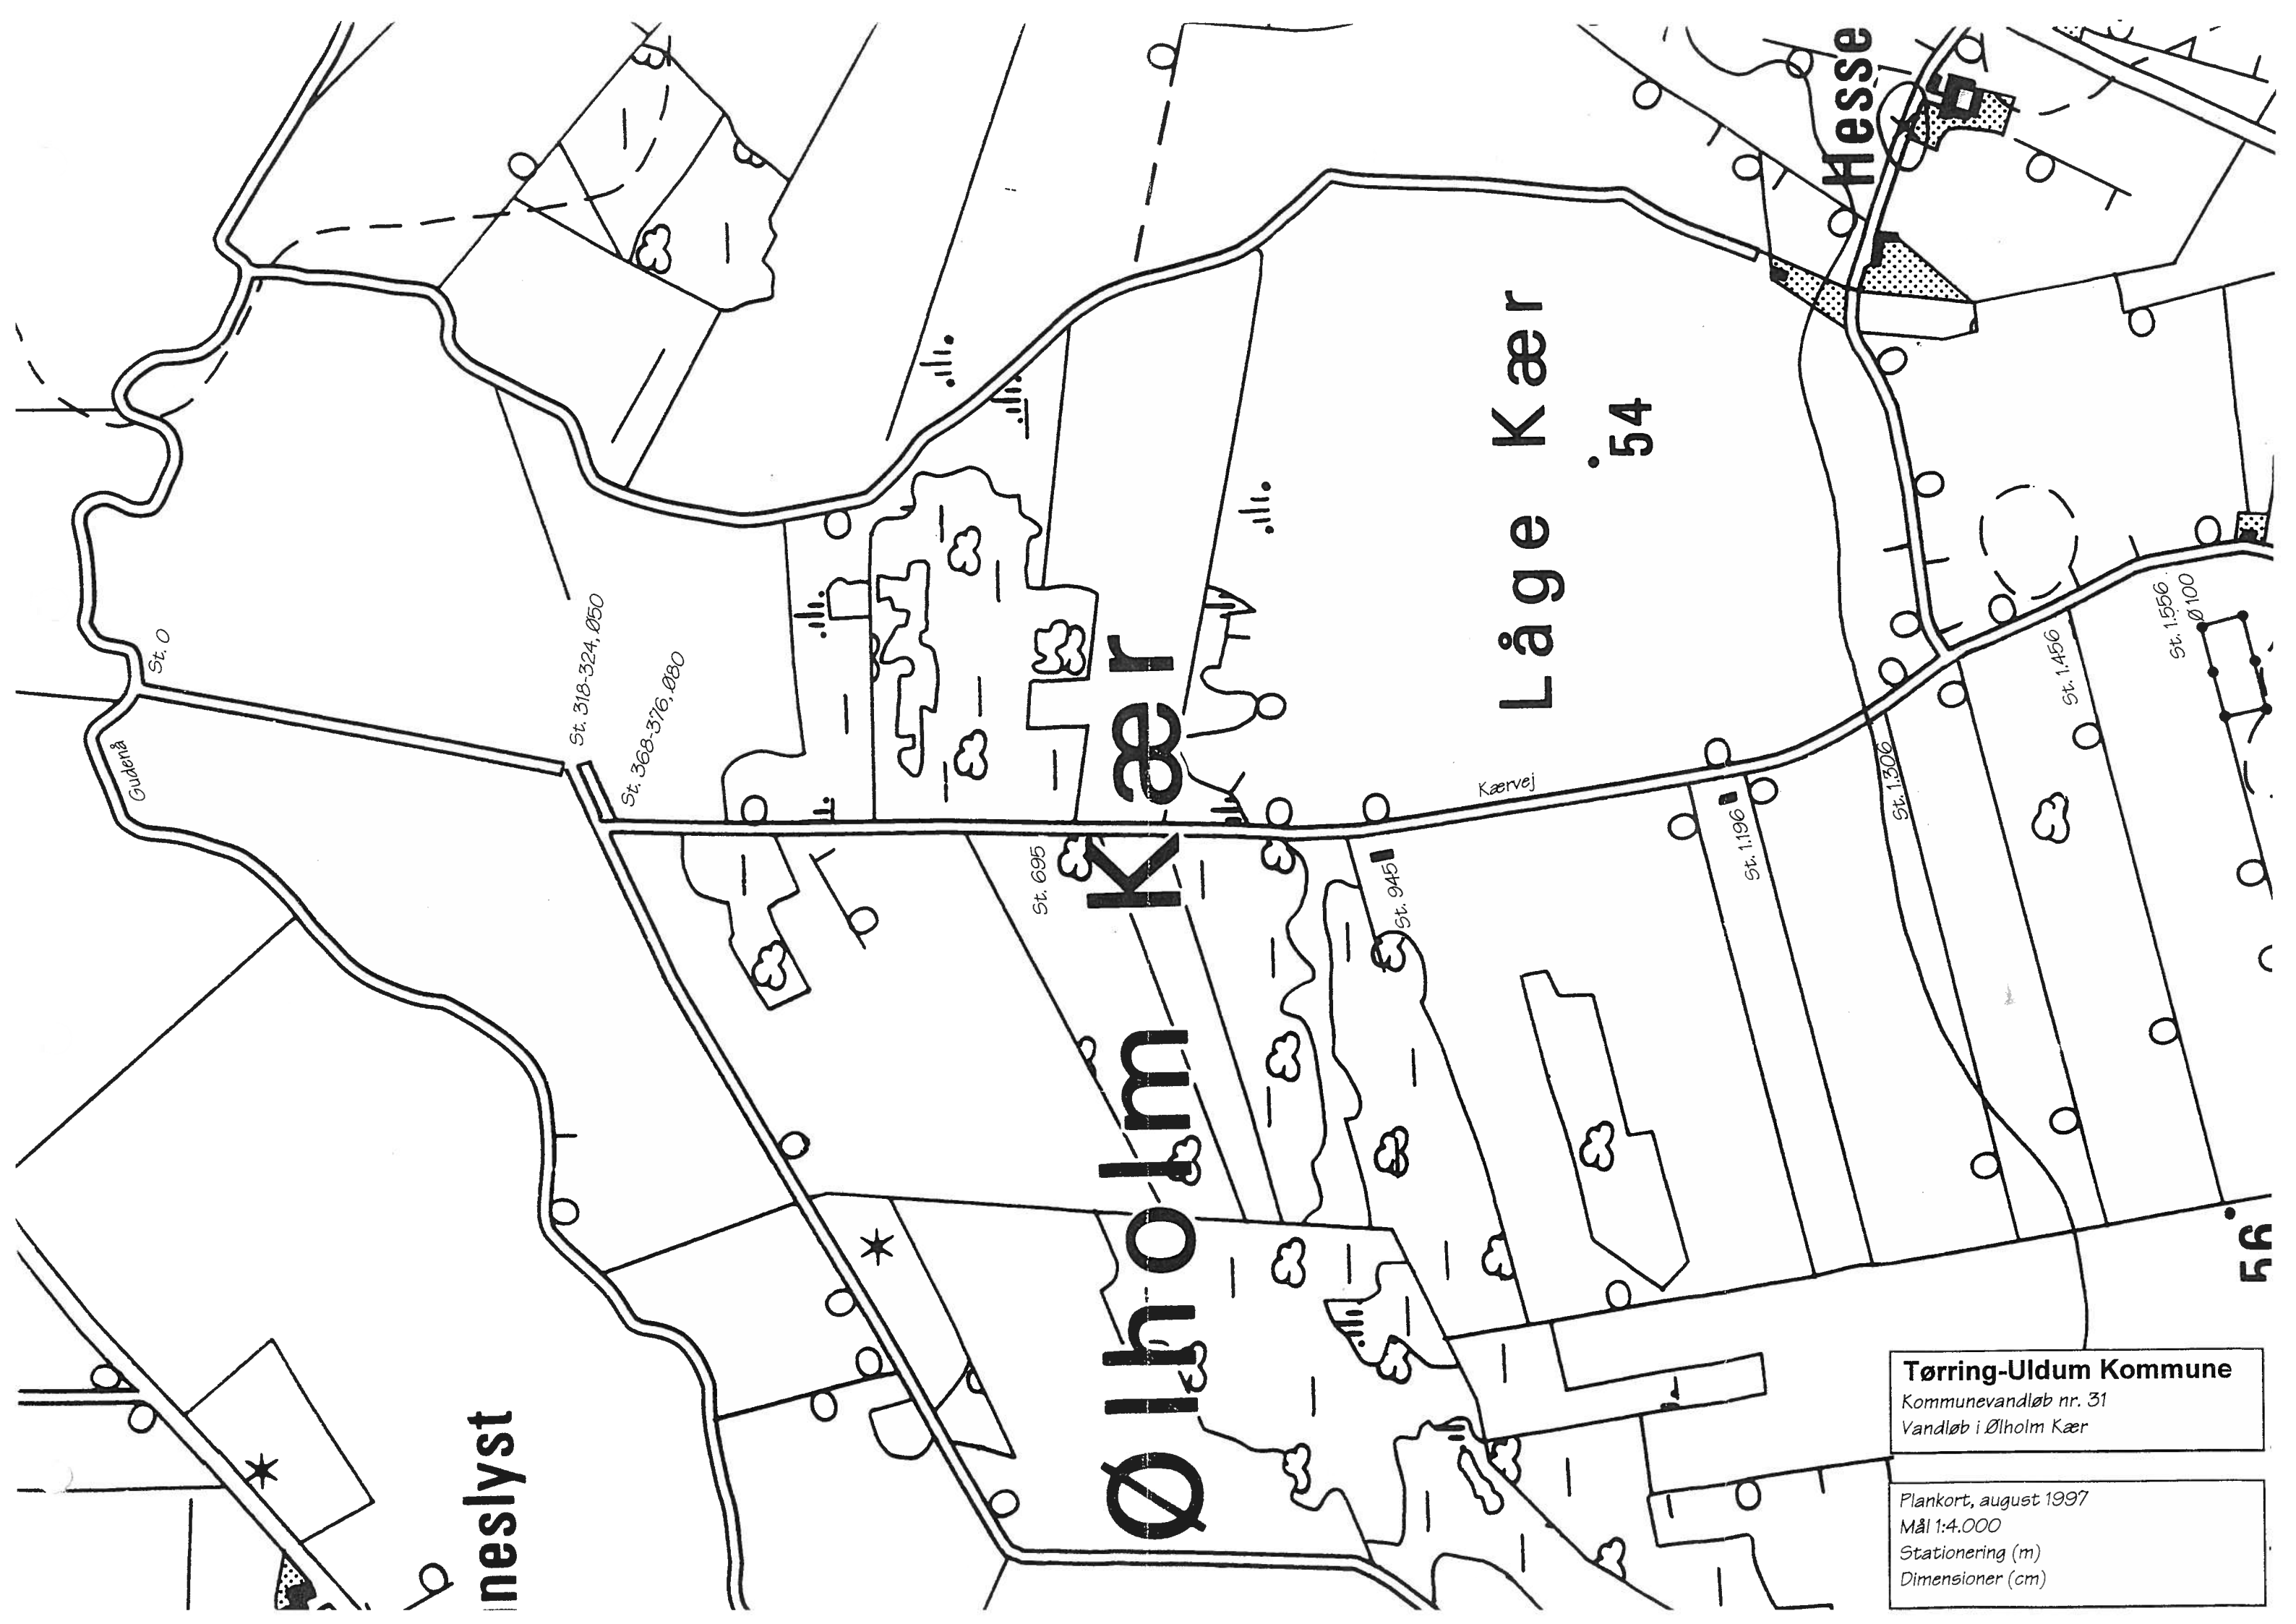 Hesse
Låge Kær
54
St. 0
Gudenå
St. 318-324, Ø50
St. 368-376, Ø80
St. 695
St. 945
Kærvej
St. 1.196
St. 1.306
St. 1.456
St. 1.556
Ø 100
Ølholm Kær
neslyst
56
Tørring-Uldum Kommune
Kommunevandløb nr. 31
Vandløb i Ølholm Kær
Plankort, august 1997
Mål 1:4.000
Stationering (m)
Dimensioner (cm)